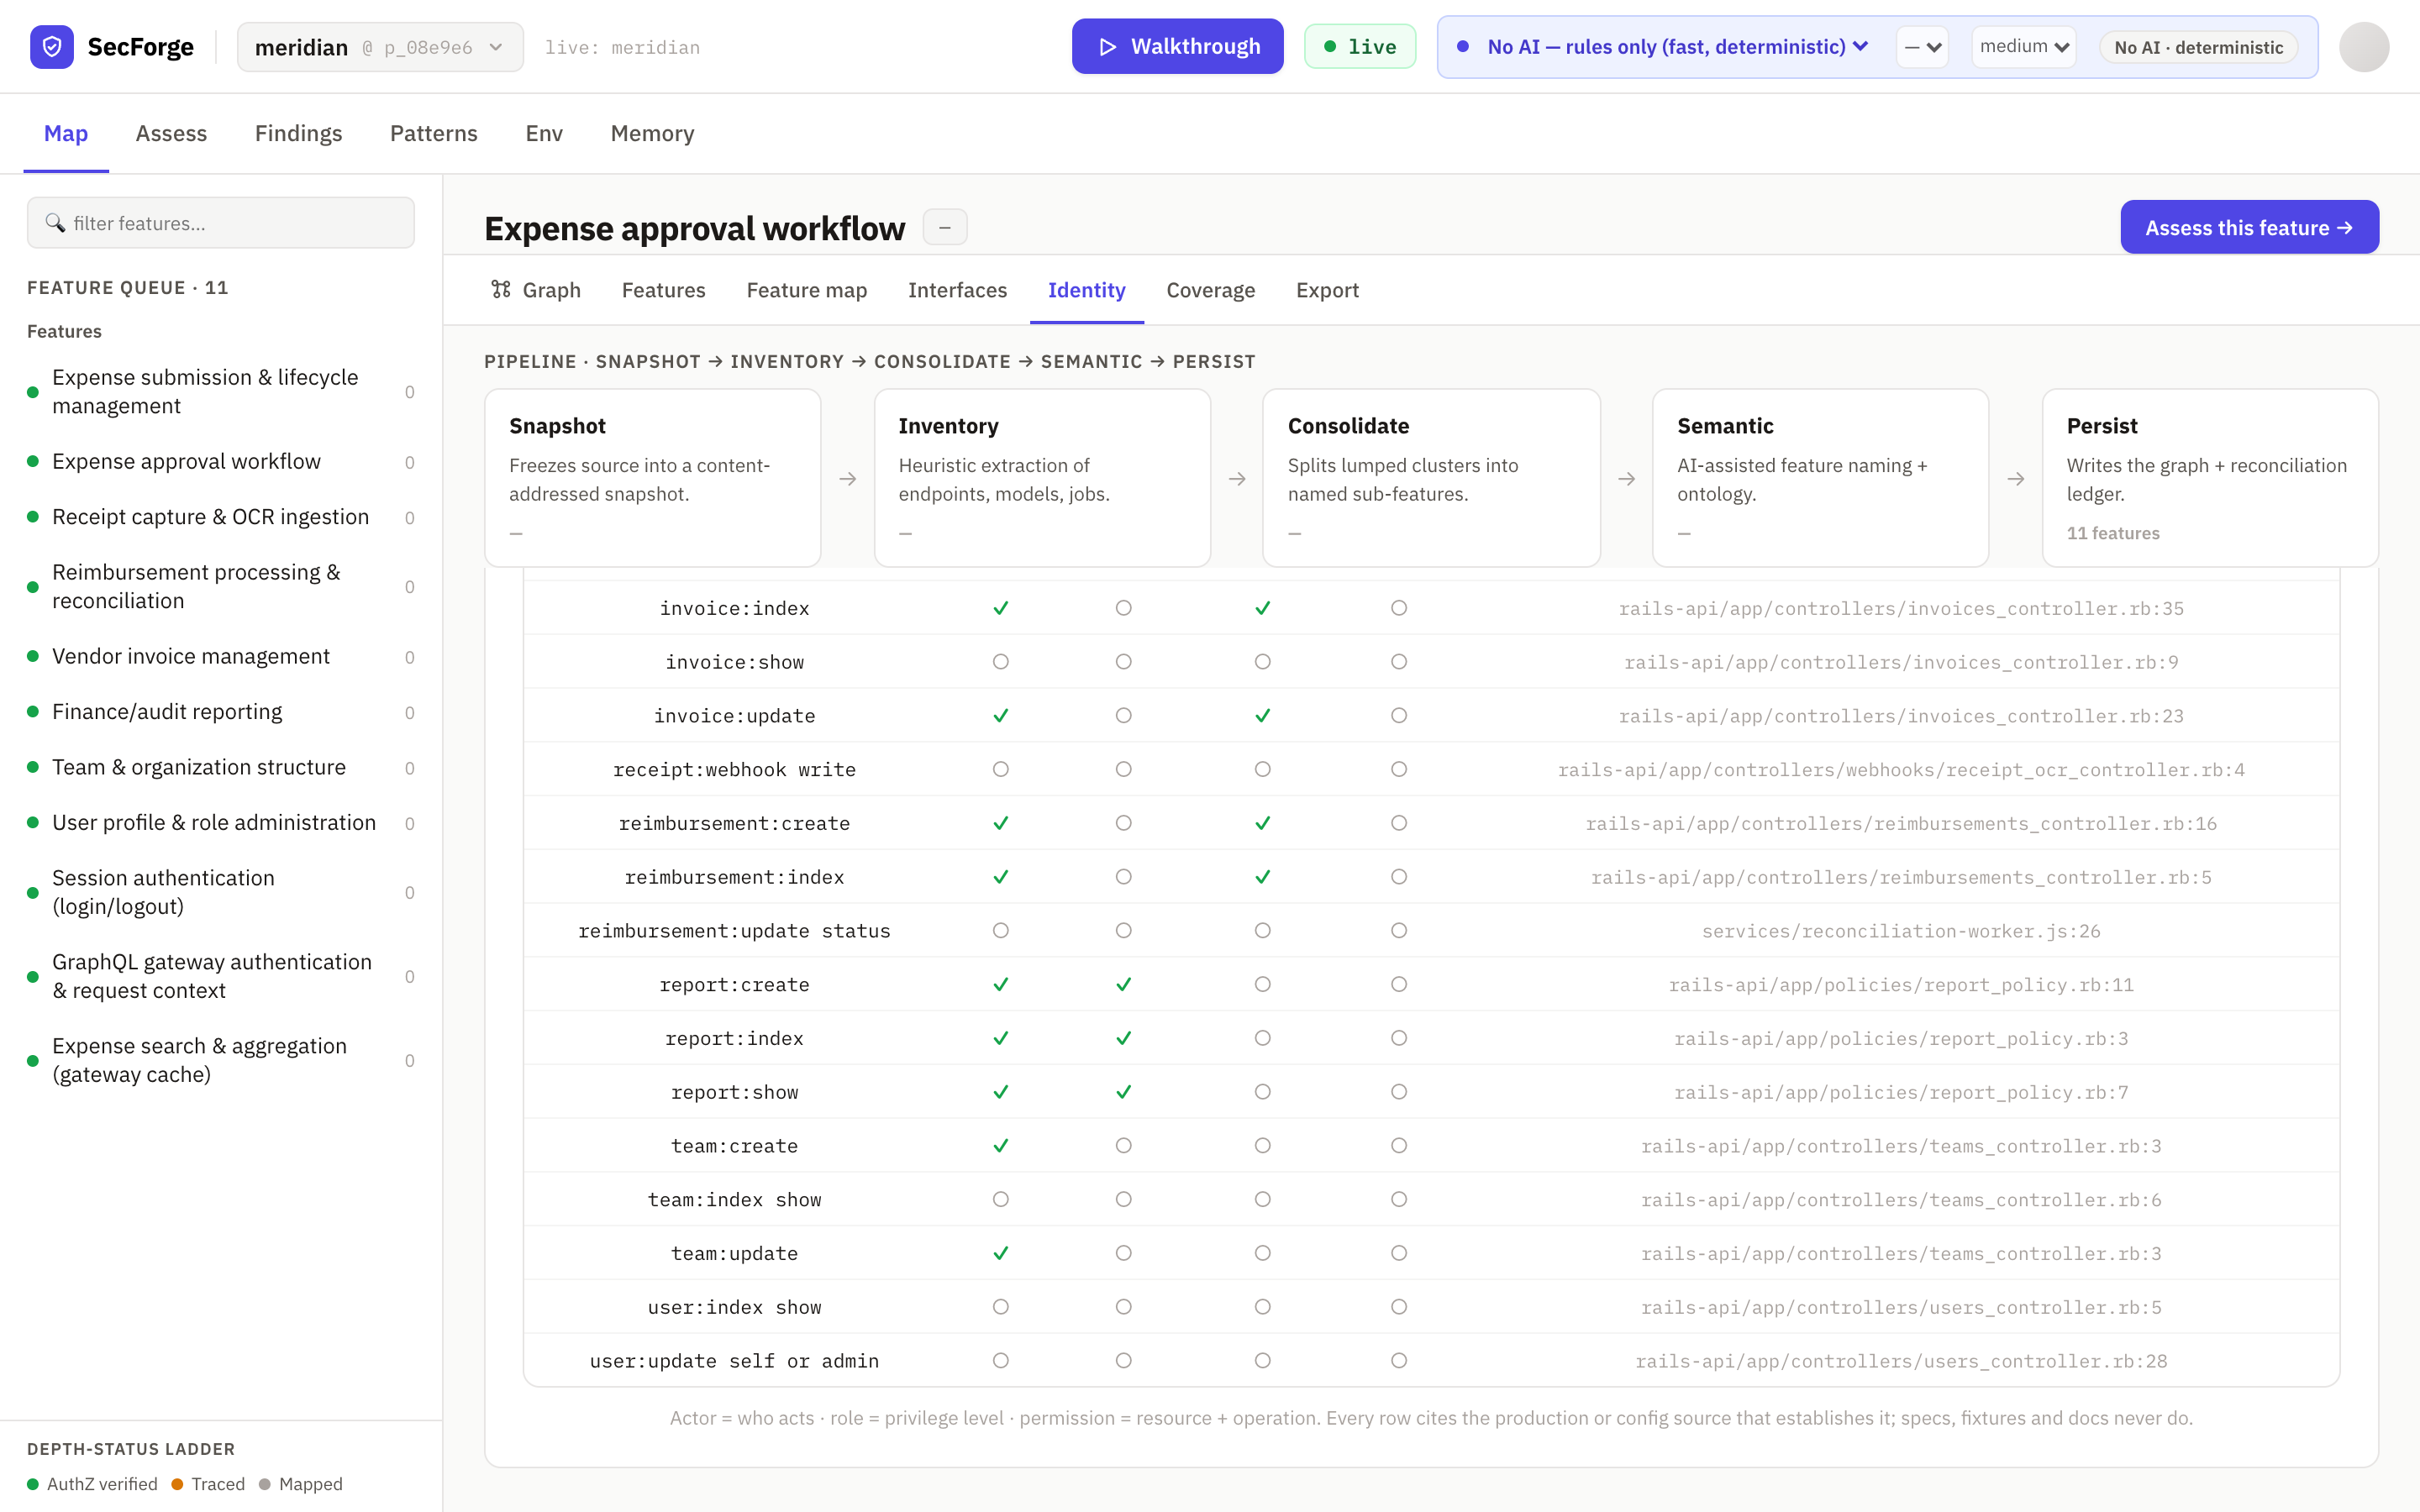 SecForge
meridian @ p_08e9e6
live: meridian
Walkthrough
live
No AI — rules only (fast, deterministic)
—
medium
No AI · deterministic
Map
Assess
Findings
Patterns
Env
Memory
filter features...
FEATURE QUEUE · 11
Features
Expense submission & lifecycle
management
0
Expense approval workflow
0
Receipt capture & OCR ingestion
0
Reimbursement processing &
reconciliation
0
Vendor invoice management
0
Finance/audit reporting
0
Team & organization structure
0
User profile & role administration
0
Session authentication
(login/logout)
0
GraphQL gateway authentication
& request context
0
Expense search & aggregation
(gateway cache)
0
DEPTH-STATUS LADDER
AuthZ verified
Traced
Mapped
Expense approval workflow
—
Assess this feature →
Graph
Features
Feature map
Interfaces
Identity
Coverage
Export
PIPELINE · SNAPSHOT → INVENTORY → CONSOLIDATE → SEMANTIC → PERSIST
Snapshot
Freezes source into a content-
addressed snapshot.
—
→
Inventory
Heuristic extraction of
endpoints, models, jobs.
—
→
Consolidate
Splits lumped clusters into
named sub-features.
—
→
Semantic
AI-assisted feature naming +
ontology.
—
→
Persist
Writes the graph + reconciliation
ledger.
11 features
invoice:index ✓ ○ ✓ ○ rails-api/app/controllers/invoices_controller.rb:35
invoice:show ○ ○ ○ ○ rails-api/app/controllers/invoices_controller.rb:9
invoice:update ✓ ○ ✓ ○ rails-api/app/controllers/invoices_controller.rb:23
receipt:webhook write ○ ○ ○ ○ rails-api/app/controllers/webhooks/receipt_ocr_controller.rb:4
reimbursement:create ✓ ○ ✓ ○ rails-api/app/controllers/reimbursements_controller.rb:16
reimbursement:index ✓ ○ ✓ ○ rails-api/app/controllers/reimbursements_controller.rb:5
reimbursement:update status ○ ○ ○ ○ services/reconciliation-worker.js:26
report:create ✓ ✓ ○ ○ rails-api/app/policies/report_policy.rb:11
report:index ✓ ✓ ○ ○ rails-api/app/policies/report_policy.rb:3
report:show ✓ ✓ ○ ○ rails-api/app/policies/report_policy.rb:7
team:create ✓ ○ ○ ○ rails-api/app/controllers/teams_controller.rb:3
team:index show ○ ○ ○ ○ rails-api/app/controllers/teams_controller.rb:6
team:update ✓ ○ ○ ○ rails-api/app/controllers/teams_controller.rb:3
user:index show ○ ○ ○ ○ rails-api/app/controllers/users_controller.rb:5
user:update self or admin ○ ○ ○ ○ rails-api/app/controllers/users_controller.rb:28
Actor = who acts · role = privilege level · permission = resource + operation. Every row cites the production or config source that establishes it; specs, fixtures and docs never do.